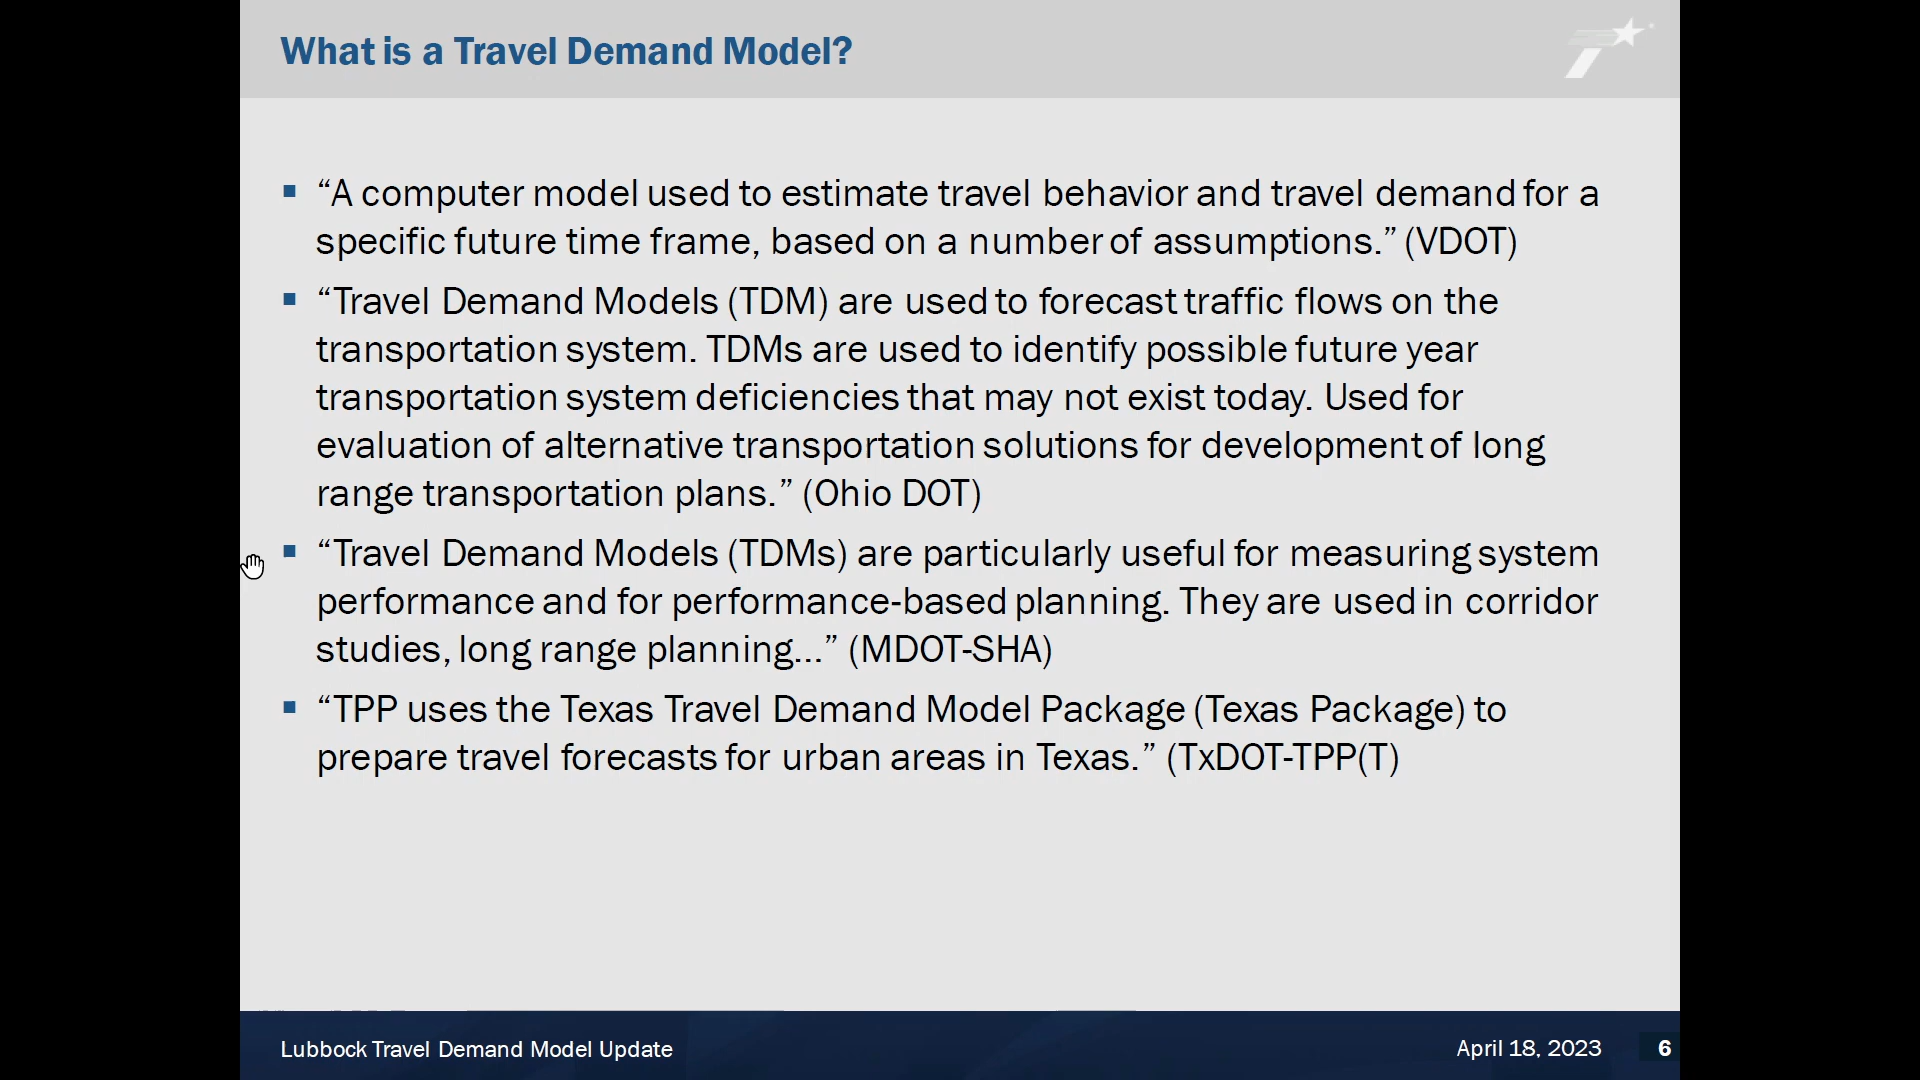 What is a Travel Demand Model?
“A computer model used to estimate travel behavior and travel demand for a
specific future time frame, based on a number of assumptions.” (VDOT)
“Travel Demand Models (TDM) are used to forecast traffic flows on the
transportation system. TDMs are used to identify possible future year
transportation system deficiencies that may not exist today. Used for
evaluation of alternative transportation solutions for development of long
range transportation plans.” (Ohio DOT)
“Travel Demand Models (TDMs) are particularly useful for measuring system
performance and for performance-based planning. They are used in corridor
studies, long range planning...” (MDOT-SHA)
“TPP uses the Texas Travel Demand Model Package (Texas Package) to
prepare travel forecasts for urban areas in Texas.” (TxDOT-TPP(T)
Lubbock Travel Demand Model Update
April 18, 2023
6